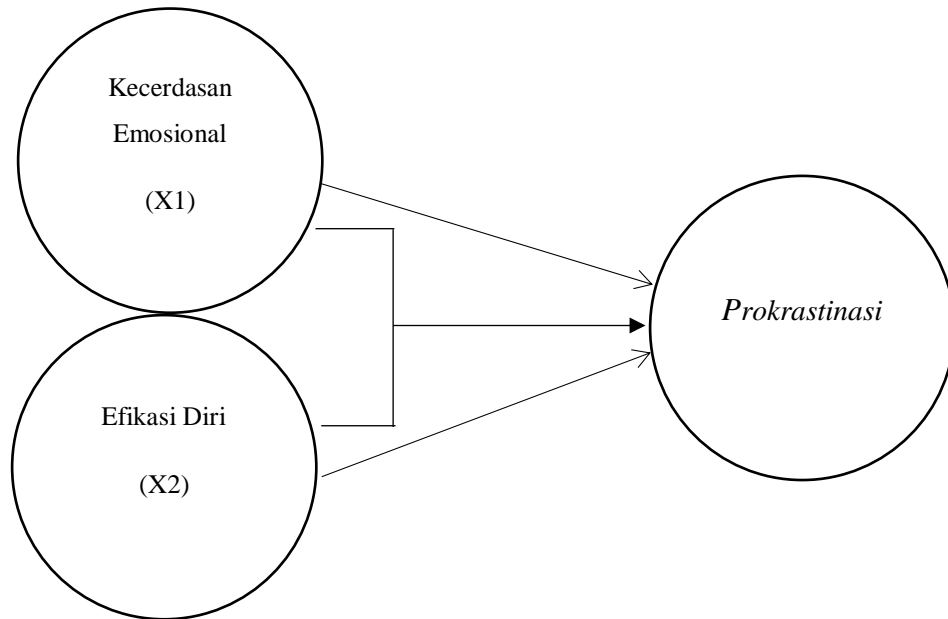 Kecerdasan
Emosional
(X1)
Prokrastinasi
Efikasi Diri
(X2)